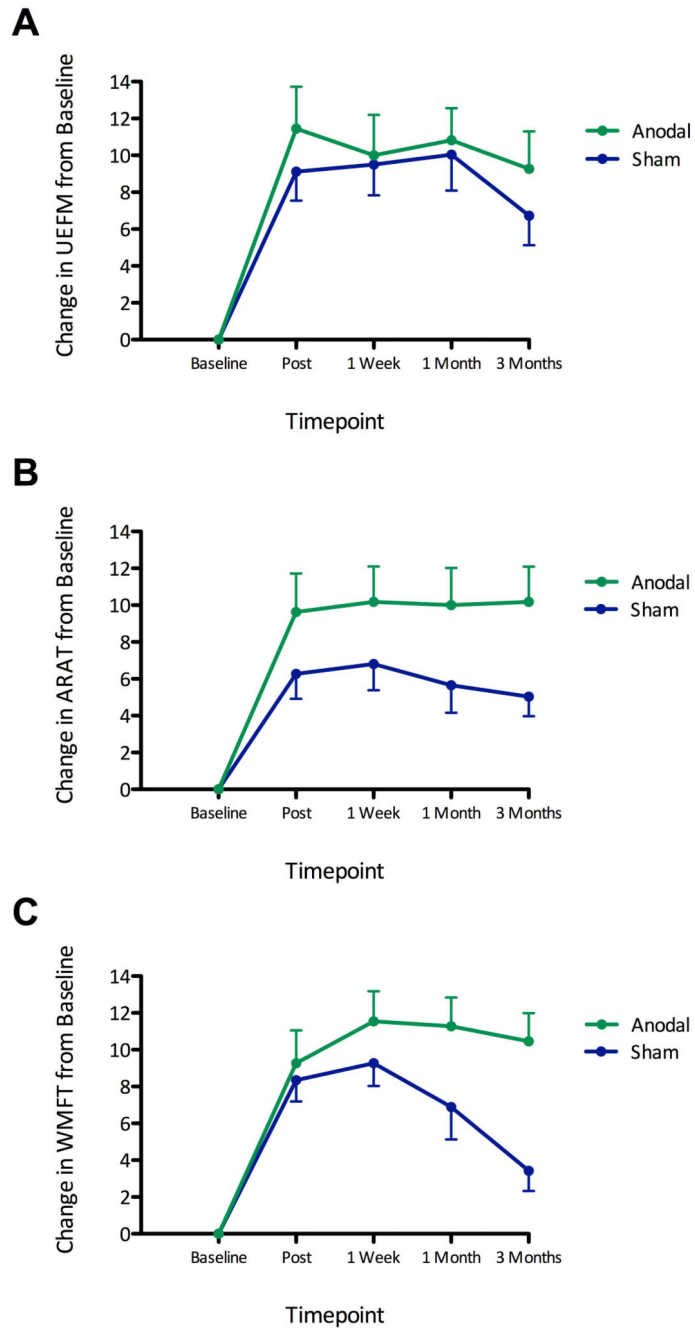 A
Change in UEFM from Baseline
14
12
10
8
6
4
2
0
Baseline Post 1 Week 1 Month 3 Months
Timepoint
Anodal
Sham
B
Change in ARAT from Baseline
14
12
10
8
6
4
2
0
Baseline Post 1 Week 1 Month 3 Months
Timepoint
Anodal
Sham
C
Change in WMFT from Baseline
14
12
10
8
6
4
2
0
Baseline Post 1 Week 1 Month 3 Months
Timepoint
Anodal
Sham